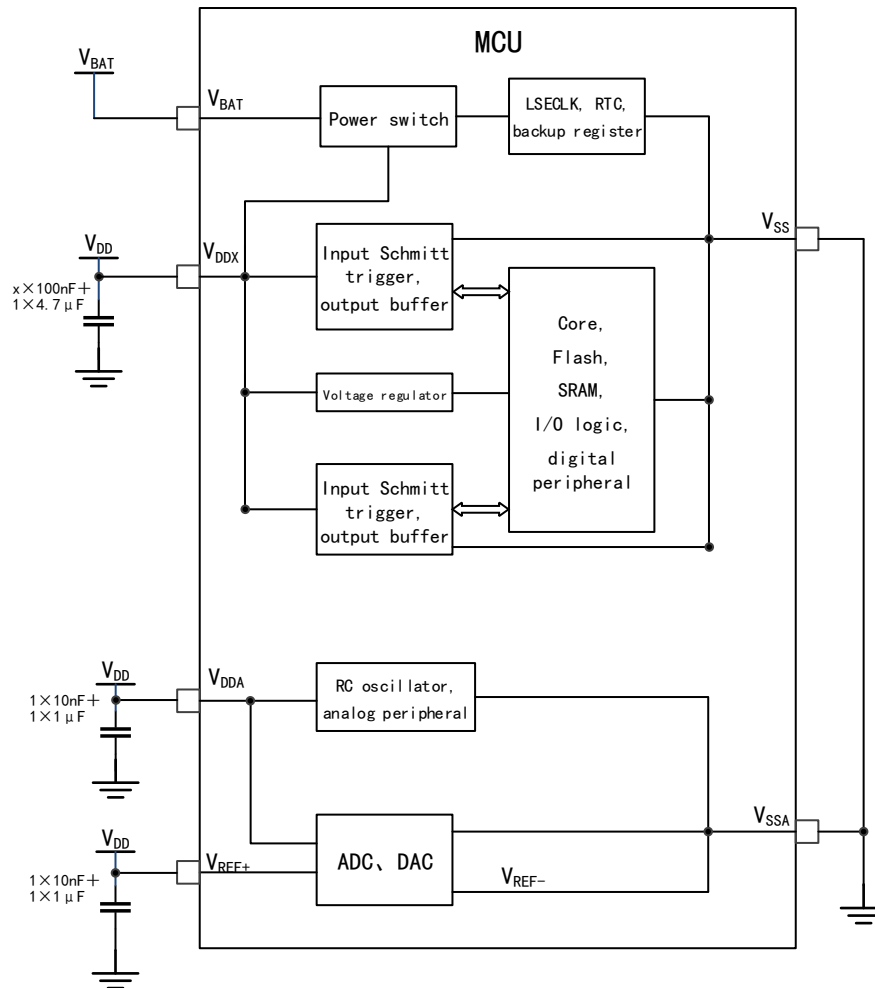 MCU
VBAT
VBAT
Power switch
LSECLK, RTC,
backup register
VDD
VDDX
x×100nF+
1×4.7μF
Input Schmitt
trigger,
output buffer
VSS
Core,
Flash,
SRAM,
I/O logic,
digital
peripheral
Voltage regulator
Input Schmitt
trigger,
output buffer
VDD
VDDA
1×10nF+
1×1μF
RC oscillator,
analog peripheral
VDD
VREF+
1×10nF+
1×1μF
ADC、DAC
VREF-
VSSA